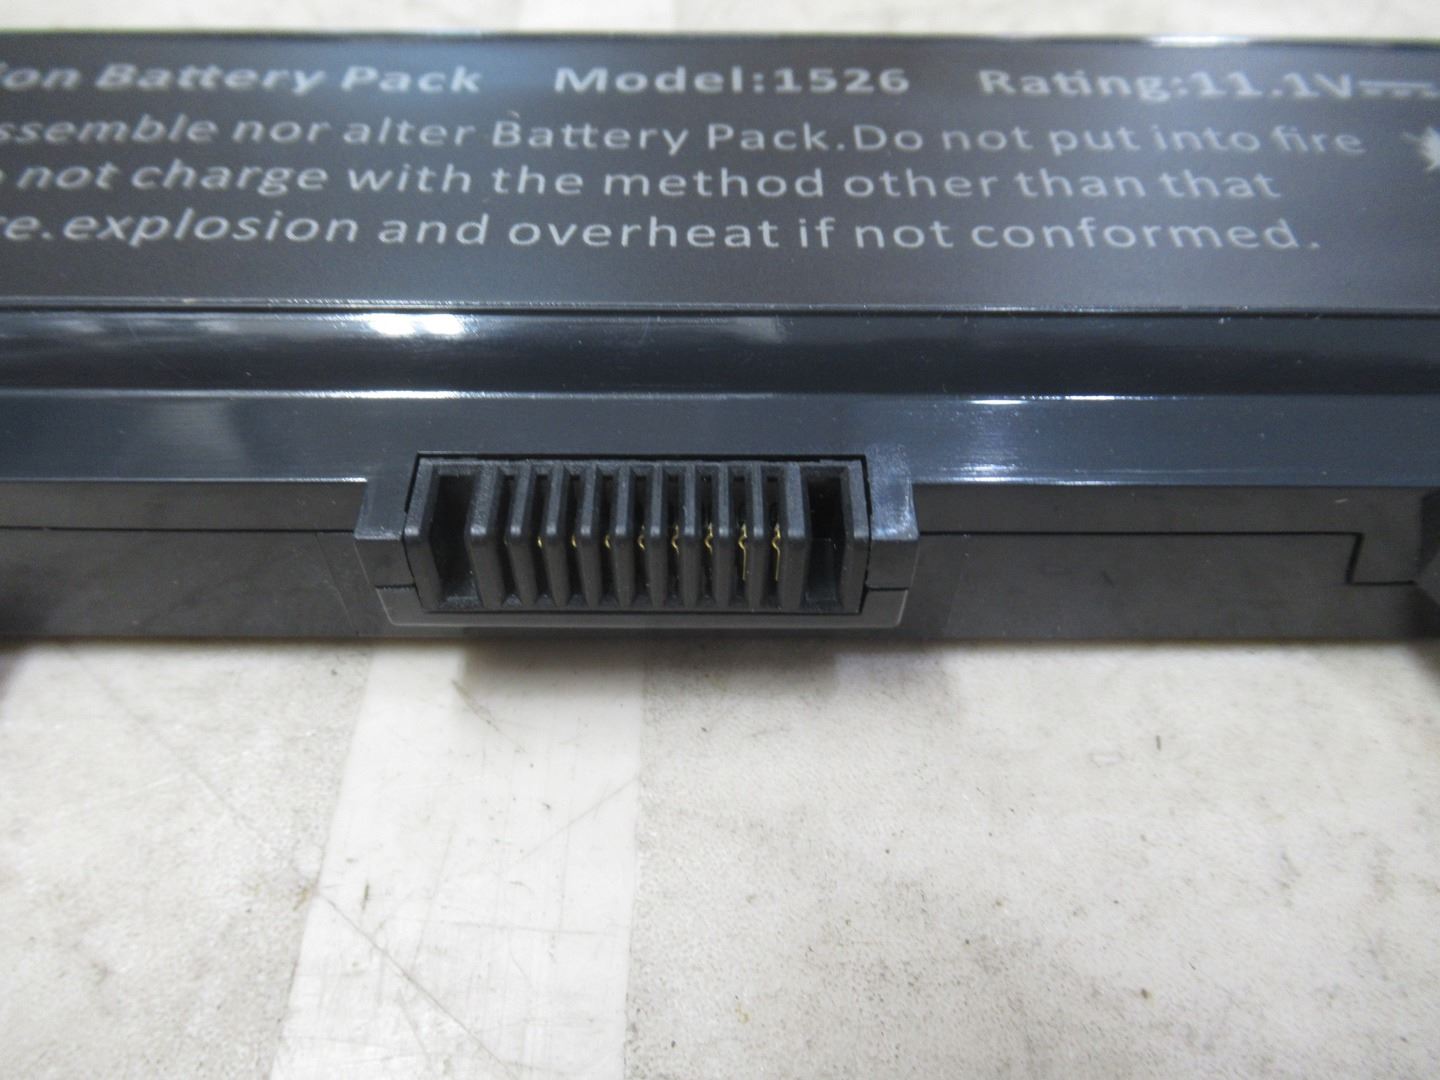 ion Battery Pack Model:1526 Rating:11.1V
ssemble nor alter Battery Pack.Do not put into fire
not charge with the method other than that
re.explosion and overheat if not conformed.